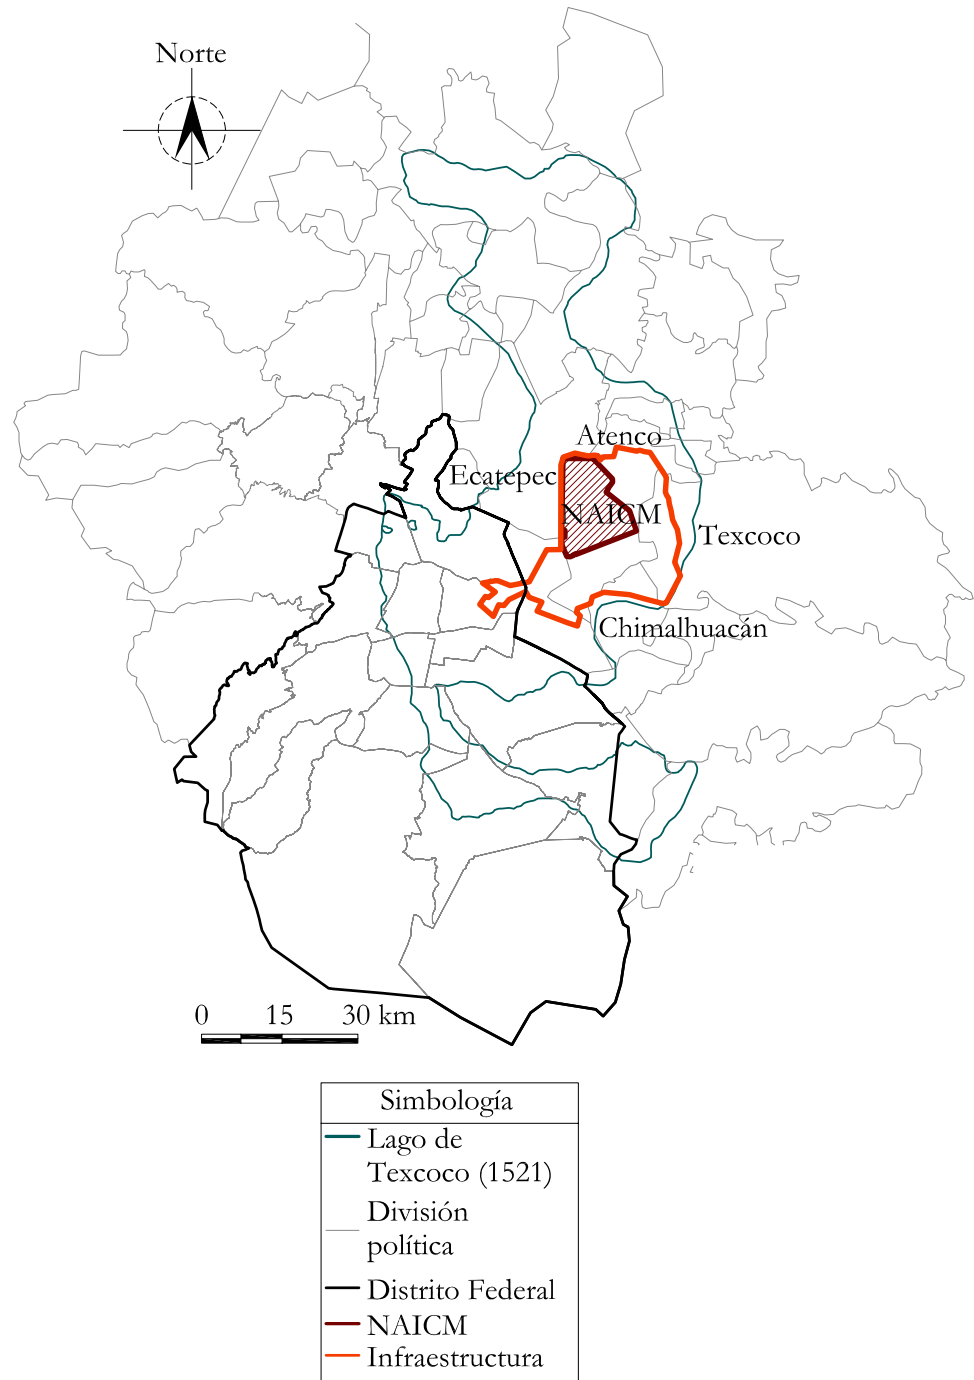 Norte
Atenco
Ecatepec
NAICM
Texcoco
Chimalhuacán
0 15 30 km
Simbología
Lago de
Texcoco (1521)
División
política
Distrito Federal
NAICM
Infraestructura